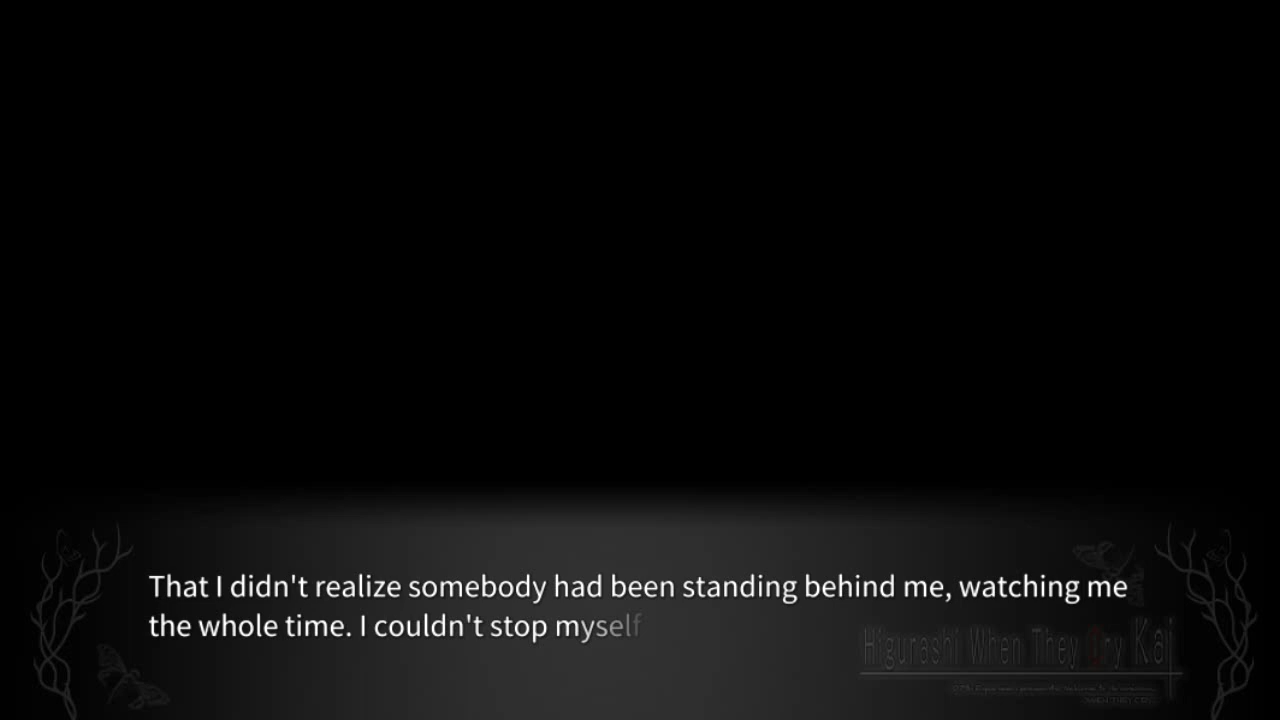 That I didn't realize somebody had been standing behind me, watching me
the whole time. I couldn't stop myself
Higurashi When They Cry Kai